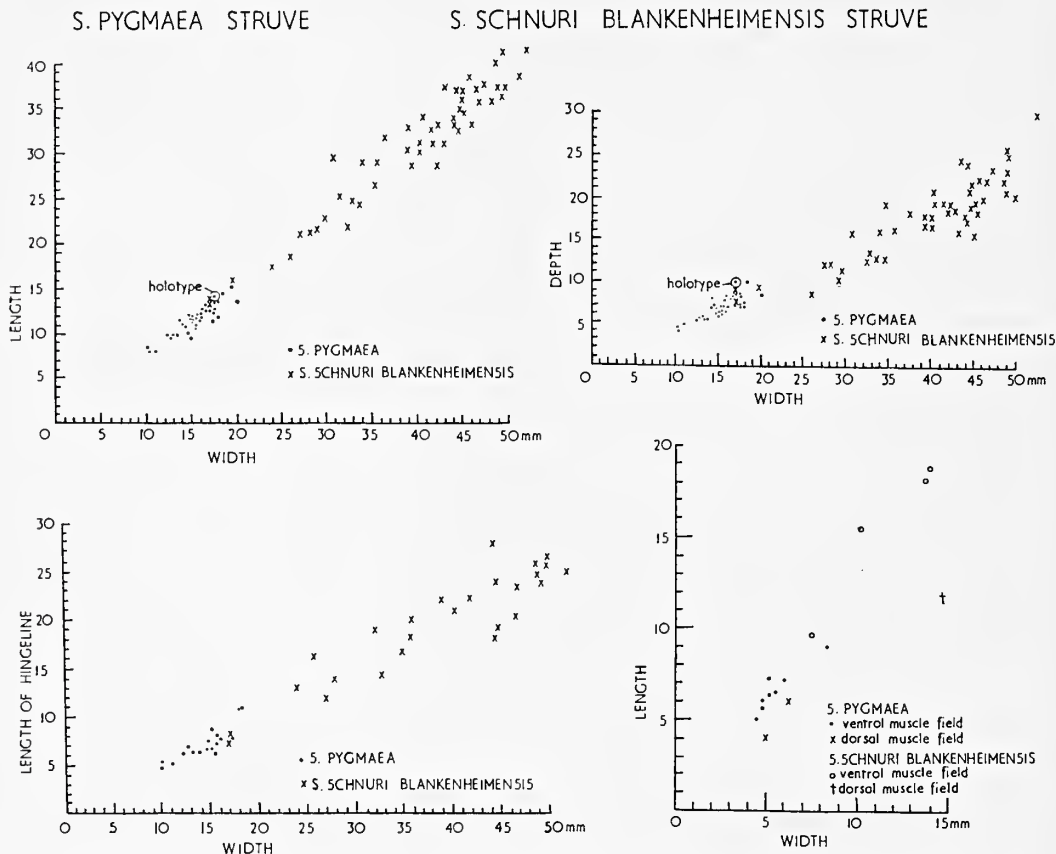 S. PYGMAEA STRUVE
S. SCHNURI BLANKENHEIMENSIS STRUVE
40
35
30
25
20
15
10
5
0
LENGTH
holotype
• S. PYGMAEA
x S. SCHNURI BLANKENHEIMENSIS
10 15 20 25 30 35 40 45 50mm
WIDTH
30
25
20
15
10
5
DEPTH
holotype
• S. PYGMAEA
x S. SCHNURI BLANKENHEIMENSIS
0 5 10 15 20 25 30 35 40 45 50 mm
WIDTH
30
25
20
15
10
5
LENGTH OF HINGELINE
• S. PYGMAEA
x S. SCHNURI BLANKENHEIMENSIS
0 5 10 15 20 25 30 35 40 45 50mm
WIDTH
20
15
10
5
0
LENGTH
S. PYGMAEA
• ventral muscle field
x dorsal muscle field
S.SCHNURI BLANKENHEIMENSIS
o ventral muscle field
† dorsal muscle field
0 5 10 15mm
WIDTH